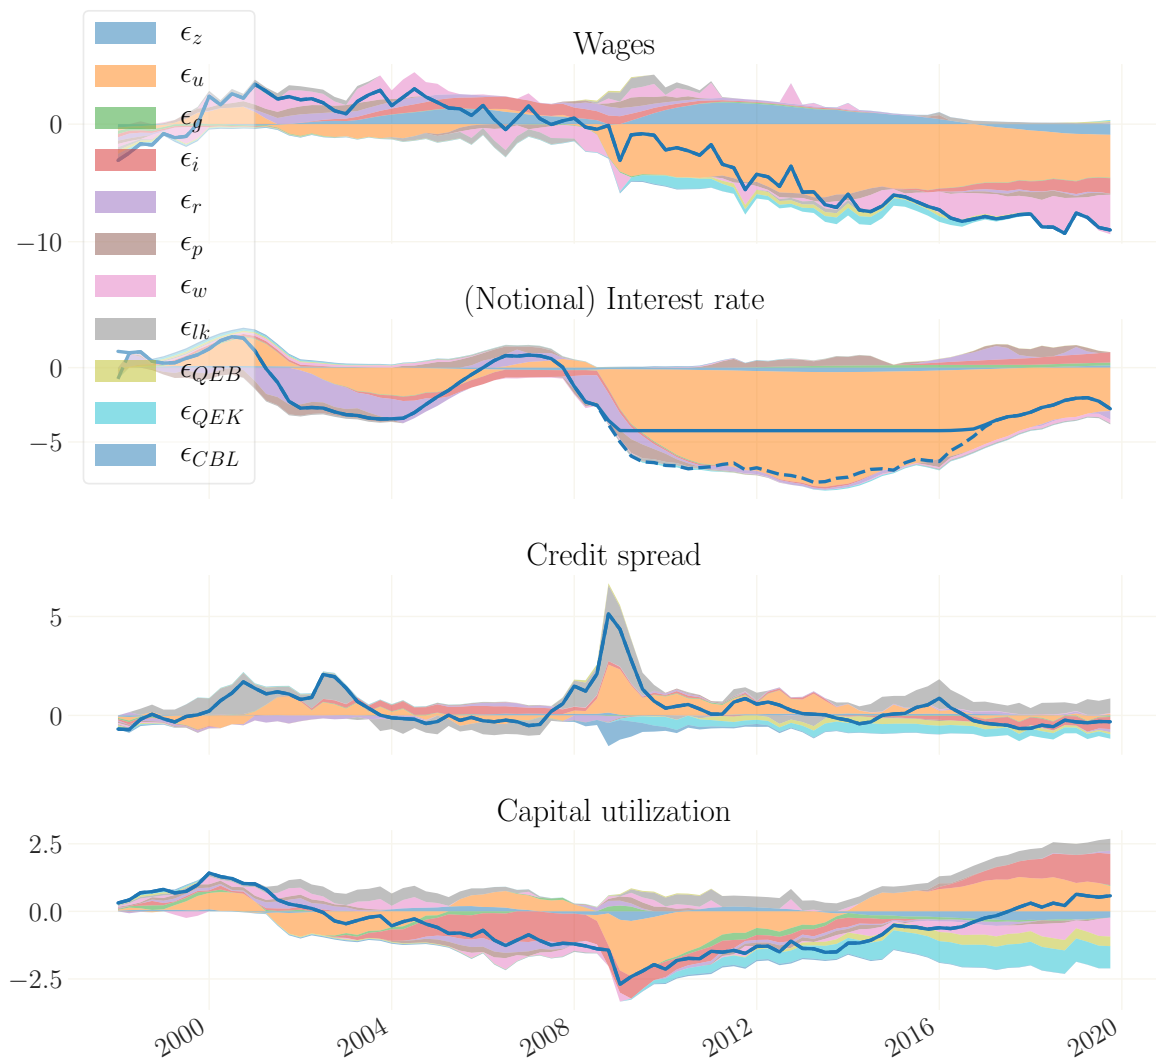 ϵ_z
ϵ_u
ϵ_g
ϵ_i
ϵ_r
ϵ_p
ϵ_w
ϵ_lk
ϵ_QEB
ϵ_QEK
ϵ_CBL
Wages
0
−10
(Notional) Interest rate
0
−5
Credit spread
5
0
Capital utilization
2.5
0.0
−2.5
2000 2004 2008 2012 2016 2020